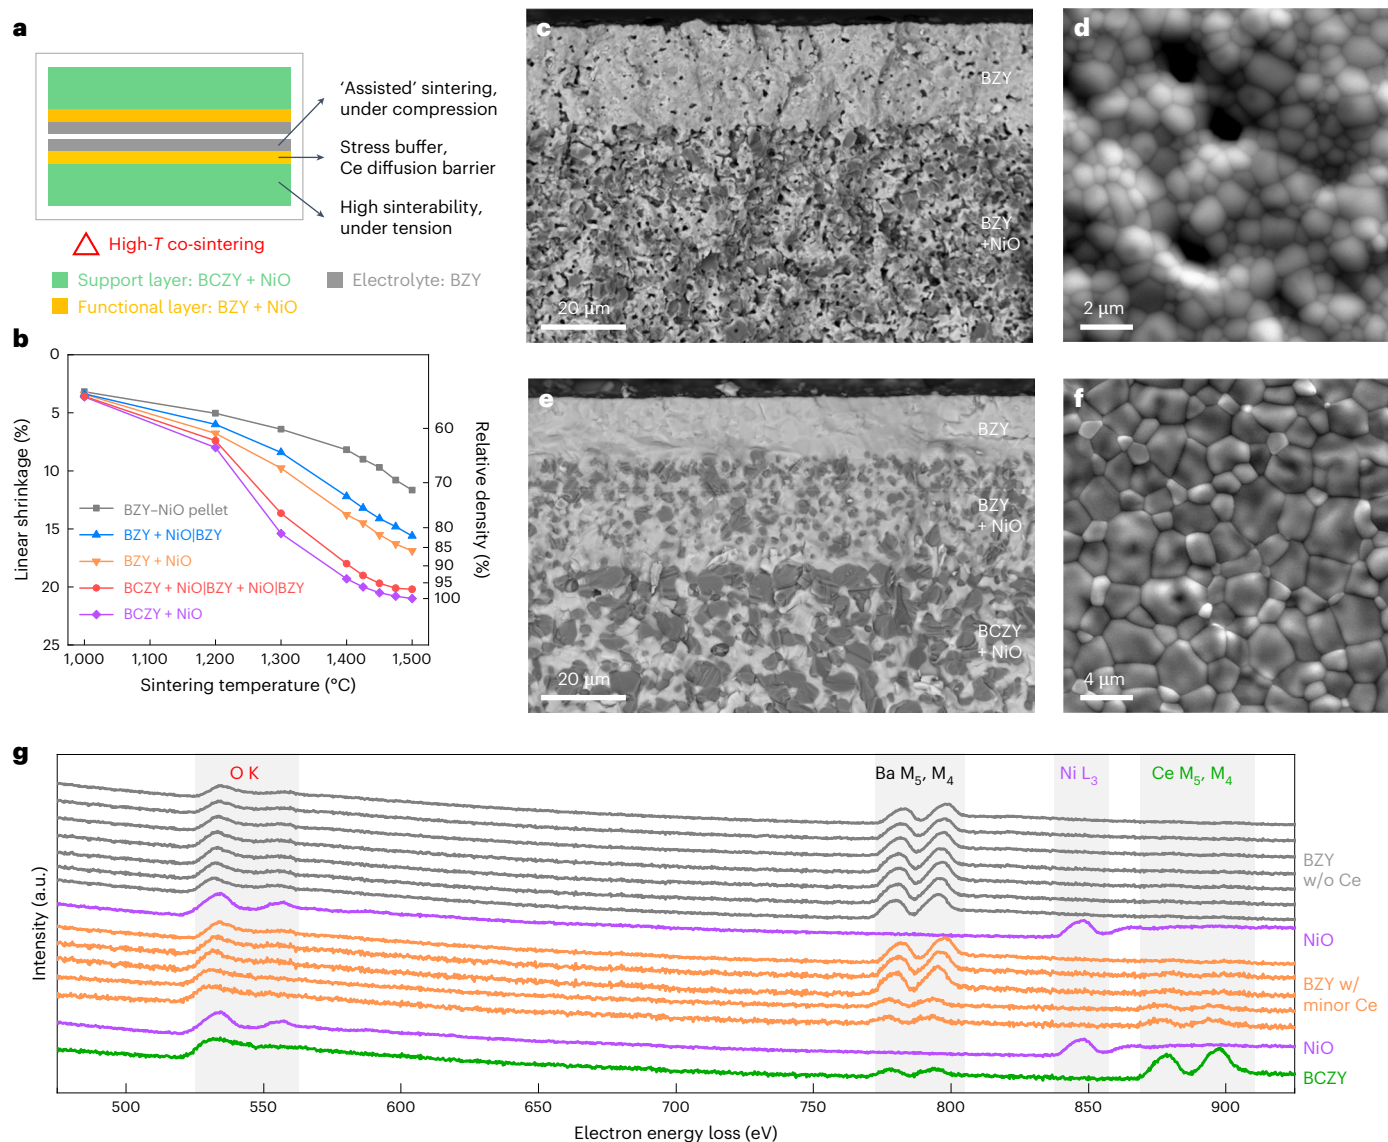 a
'Assisted' sintering,
under compression
Stress buffer,
Ce diffusion barrier
High sinterability,
under tension
High-T co-sintering
Support layer: BCZY + NiO
Electrolyte: BZY
Functional layer: BZY + NiO
b
0
5
10
15
20
25
Linear shrinkage (%)
60
70
80
85
90
95
100
Relative density (%)
BZY–NiO pellet
BZY + NiO|BZY
BZY + NiO
BCZY + NiO|BZY + NiO|BZY
BCZY + NiO
1,000
1,100
1,200
1,300
1,400
1,500
Sintering temperature (°C)
c
BZY
BZY
+NiO
20 µm
d
2 µm
e
BZY
BZY
+ NiO
BCZY
+ NiO
20 µm
f
4 µm
g
O K
Ba M5, M4
Ni L3
Ce M5, M4
BZY
w/o Ce
NiO
BZY w/
minor Ce
NiO
BCZY
Intensity (a.u.)
500
550
600
650
700
750
800
850
900
Electron energy loss (eV)